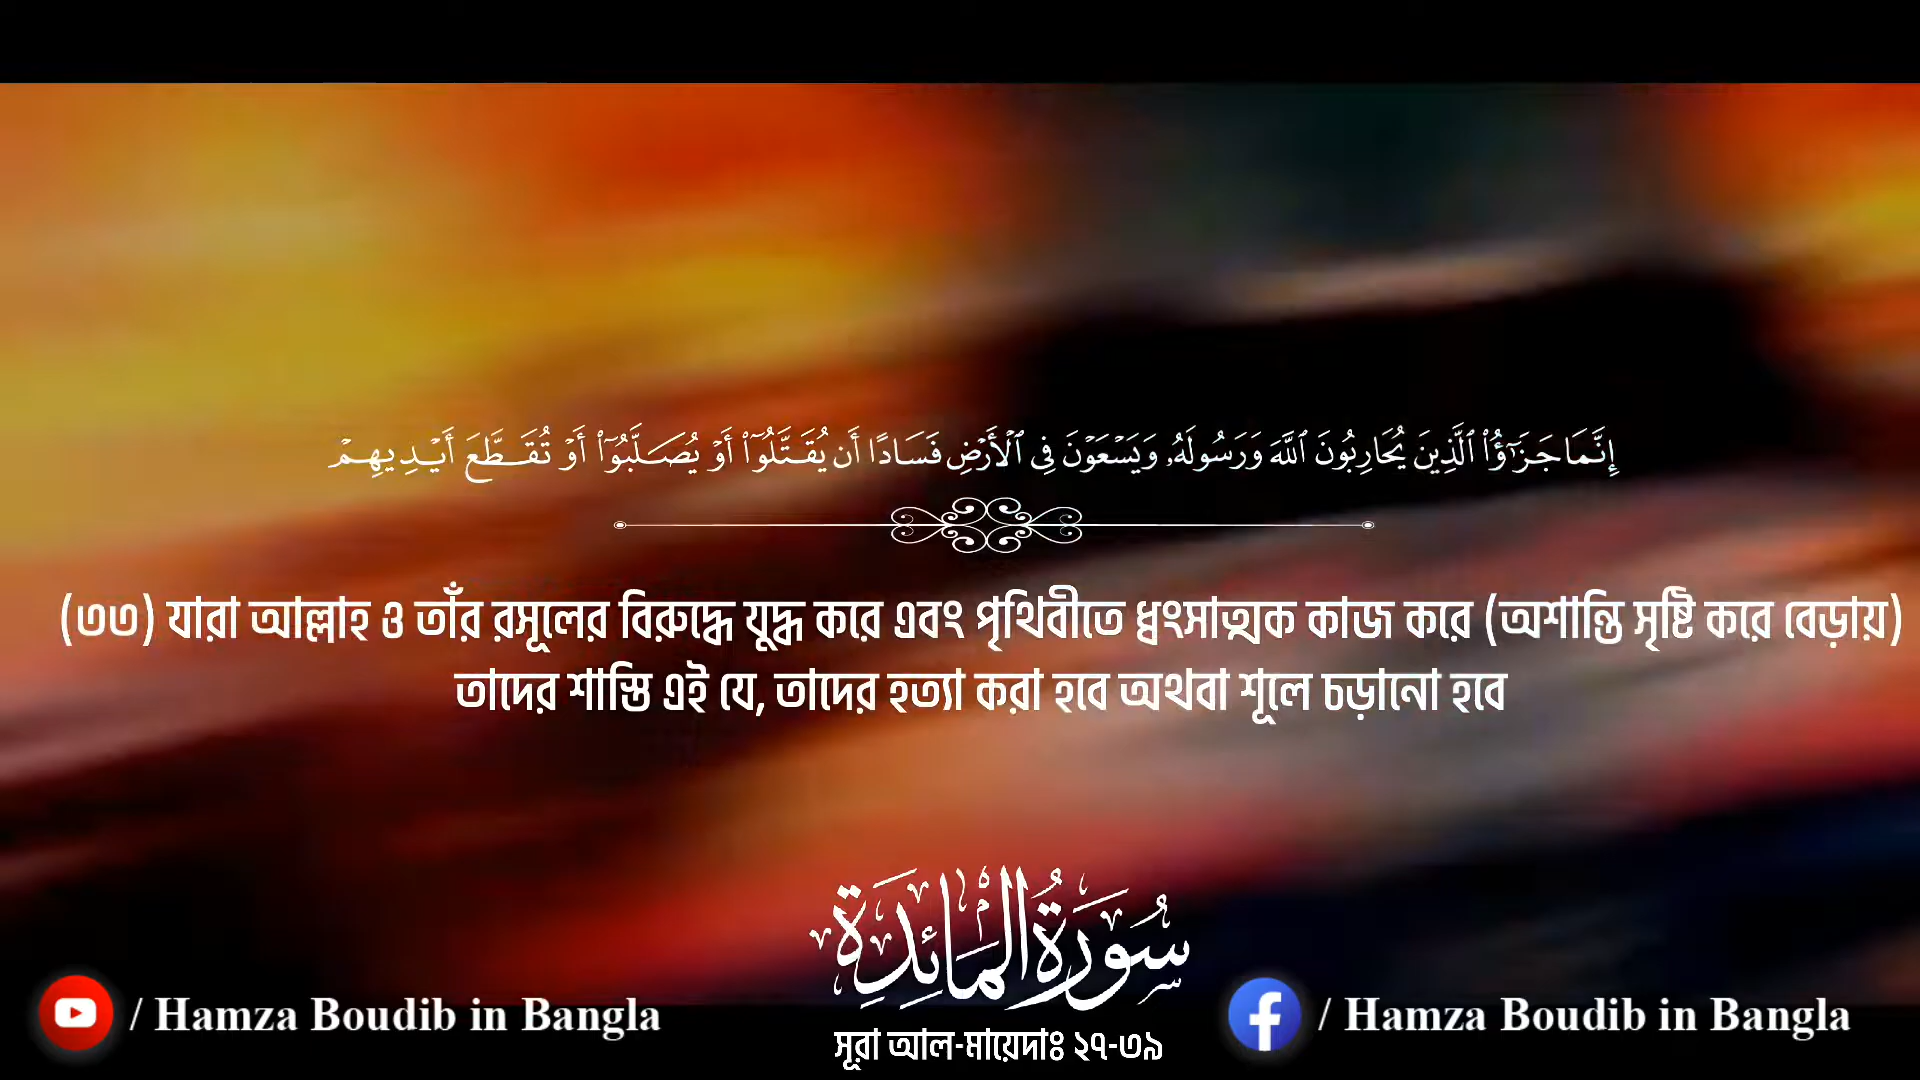 إِنَّمَا جَزَٰٓؤُا۟ ٱلَّذِينَ يُحَارِبُونَ ٱللَّهَ وَرَسُولَهُۥ وَيَسْعَوْنَ فِى ٱلْأَرْضِ فَسَادًا أَن يُقَتَّلُوٓا۟ أَوْ يُصَلَّبُوٓا۟ أَوْ تُقَطَّعَ أَيْدِيهِمْ
(৩৩) যারা আল্লাহ ও তাঁর রসূলের বিরুদ্ধে যুদ্ধ করে এবং পৃথিবীতে ধ্বংসাত্মক কাজ করে (অশান্তি সৃষ্টি করে বেড়ায়)
তাদের শাস্তি এই যে, তাদের হত্যা করা হবে অথবা শূলে চড়ানো হবে
سُورَةُ المَائِدَةِ
/ Hamza Boudib in Bangla
সূরা আল-মায়েদাঃ ২৭-৩৯
/ Hamza Boudib in Bangla